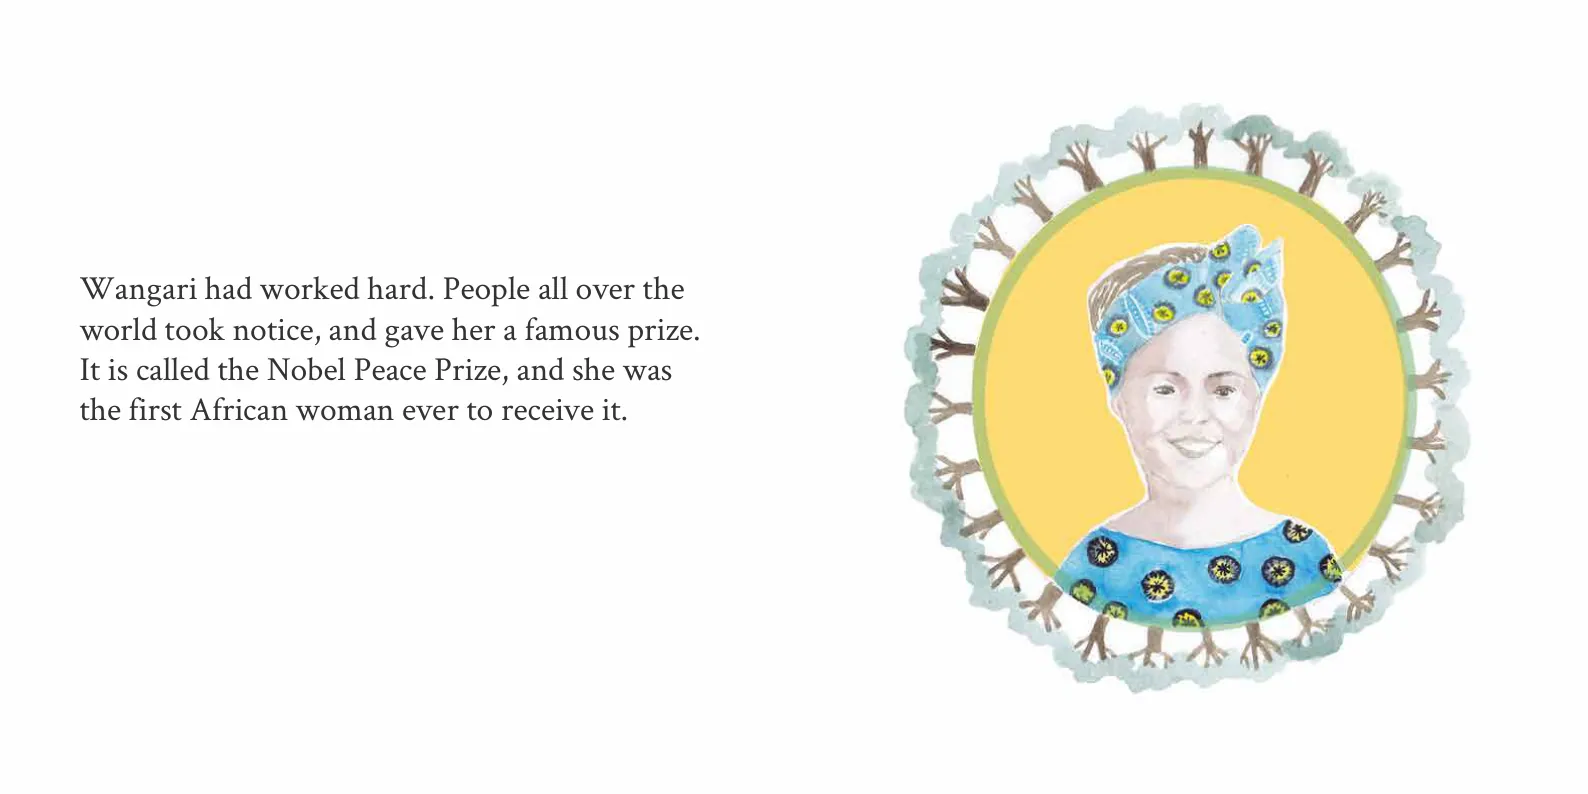 Wangari had worked hard. People all over the
world took notice, and gave her a famous prize.
It is called the Nobel Peace Prize, and she was
the first African woman ever to receive it.